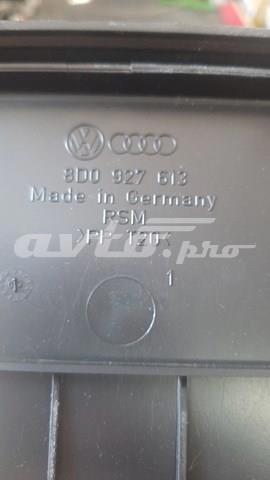 8D0 927 613
Made in Germany
RSM
>PP T20<
avto.pro
1
1